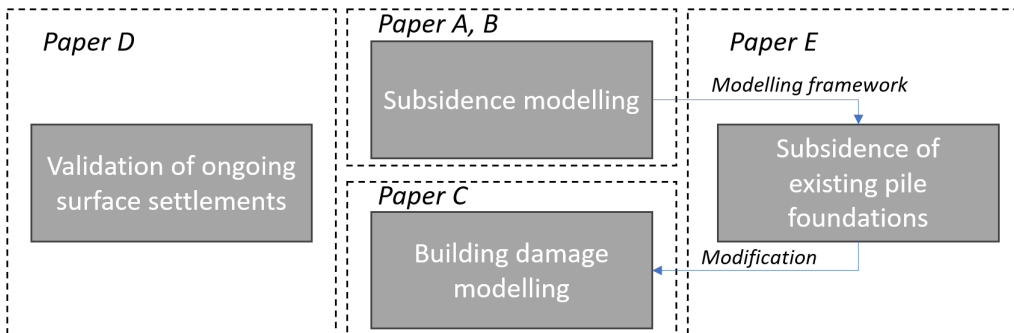 Paper D
Validation of ongoing
surface settlements
Paper A, B
Subsidence modelling
Paper C
Building damage
modelling
Paper E
Modelling framework
Subsidence of
existing pile
foundations
Modification